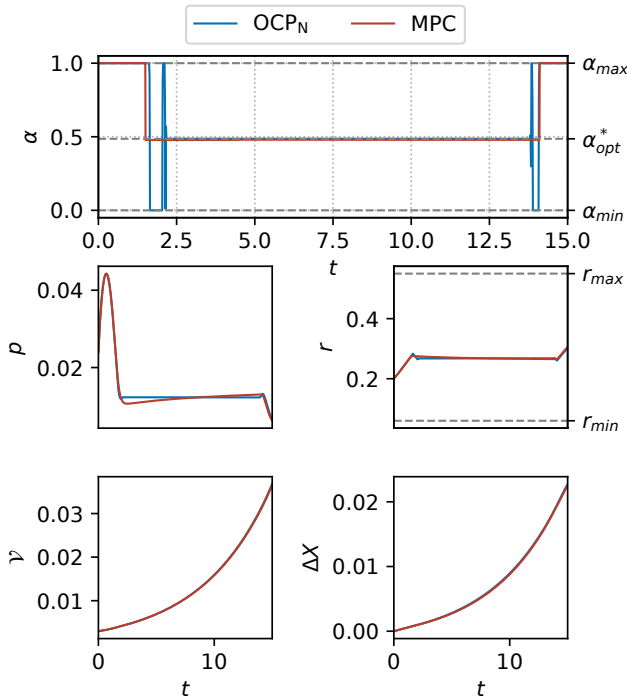 OCP_N MPC
1.0 α_max
α 0.5 α*_opt
0.0 α_min
0.0 2.5 5.0 7.5 10.0 12.5 15.0
t
0.04
p
0.02
r_max
0.4
r
0.2
r_min
0.03
𝒱 0.02
0.01
0 10
t
0.02
ΔX 0.01
0.00
0 10
t